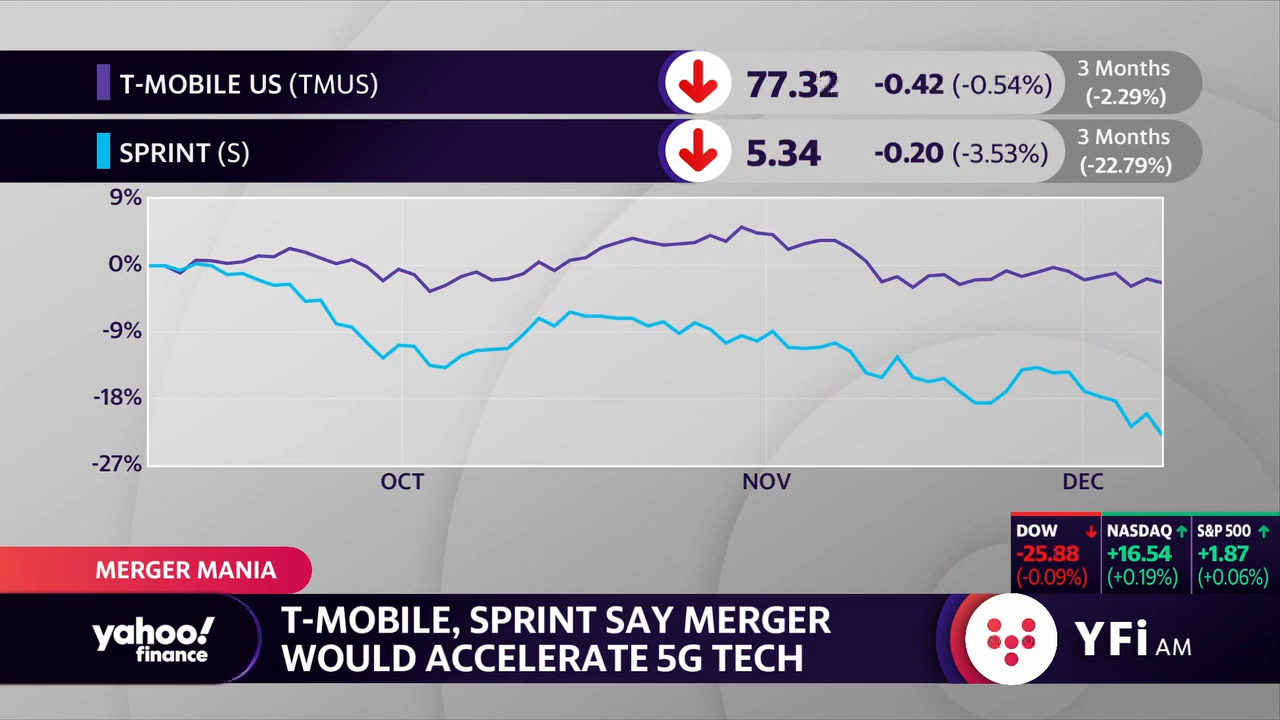 T-MOBILE US (TMUS) 77.32 -0.42 (-0.54%) 3 Months (-2.29%)
SPRINT (S) 5.34 -0.20 (-3.53%) 3 Months (-22.79%)
9%
0%
-9%
-18%
-27%
OCT NOV DEC
DOW NASDAQ S&P 500
-25.88 +16.54 +1.87
(-0.09%) (+0.19%) (+0.06%)
MERGER MANIA
yahoo!
finance
T-MOBILE, SPRINT SAY MERGER
WOULD ACCELERATE 5G TECH
YFi AM